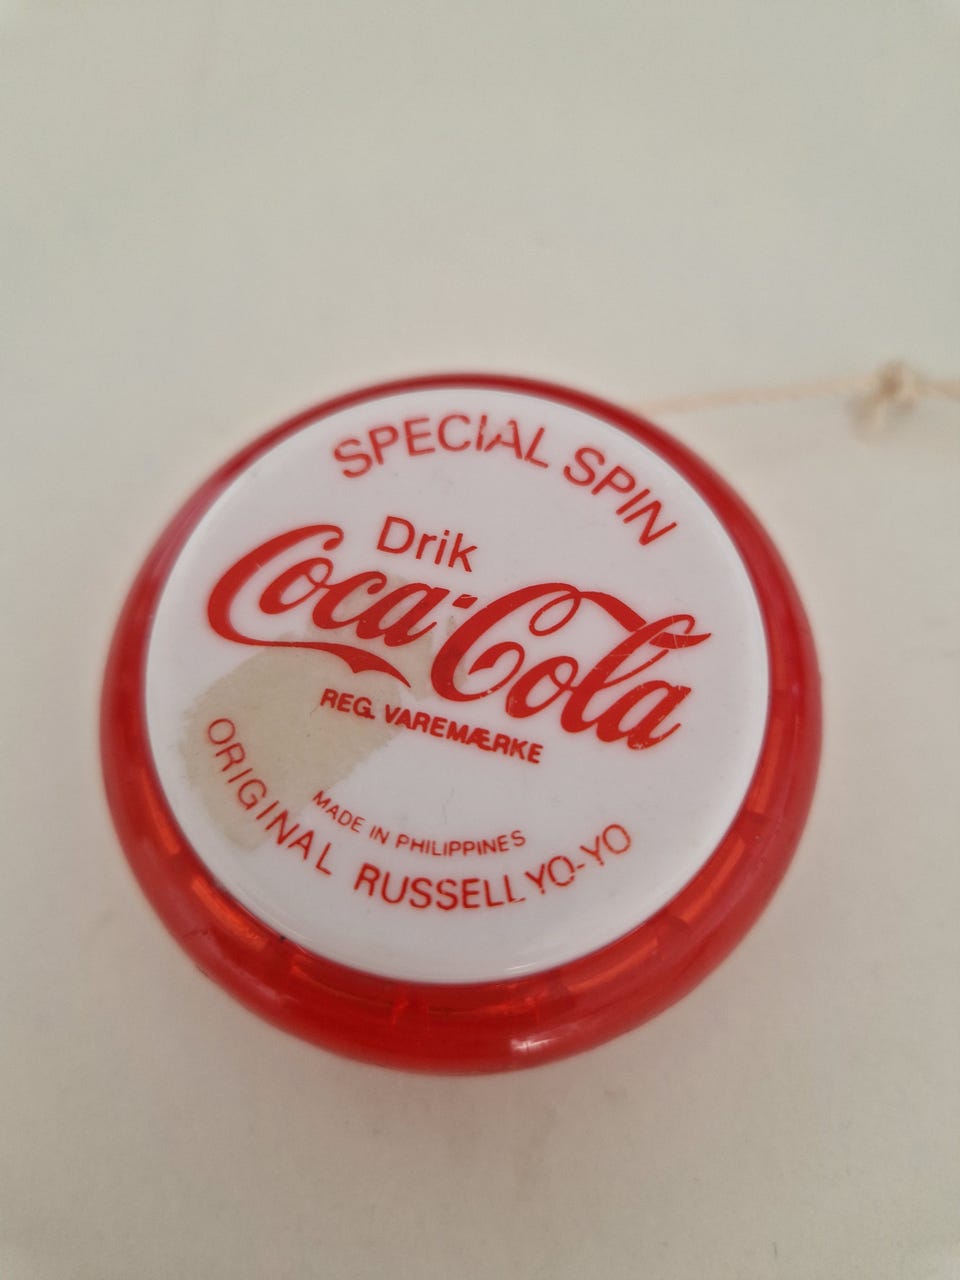 SPECIAL SPIN
Drik
Coca-Cola
REG. VAREMÆRKE
MADE IN PHILIPPINES
ORIGINAL RUSSELL YO-YO